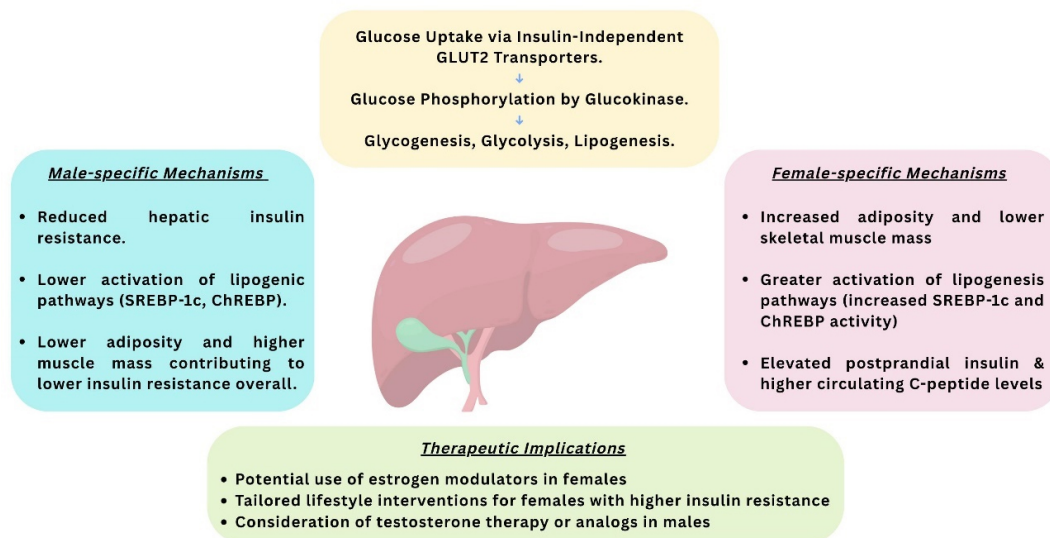 Glucose Uptake via Insulin-Independent
GLUT2 Transporters.
Glucose Phosphorylation by Glucokinase.
Glycogenesis, Glycolysis, Lipogenesis.
Male-specific Mechanisms
• Reduced hepatic insulin
resistance.
• Lower activation of lipogenic
pathways (SREBP-1c, ChREBP).
• Lower adiposity and higher
muscle mass contributing to
lower insulin resistance overall.
Female-specific Mechanisms
• Increased adiposity and lower
skeletal muscle mass
• Greater activation of lipogenesis
pathways (increased SREBP-1c and
ChREBP activity)
• Elevated postprandial insulin &
higher circulating C-peptide levels
Therapeutic Implications
• Potential use of estrogen modulators in females
• Tailored lifestyle interventions for females with higher insulin resistance
• Consideration of testosterone therapy or analogs in males